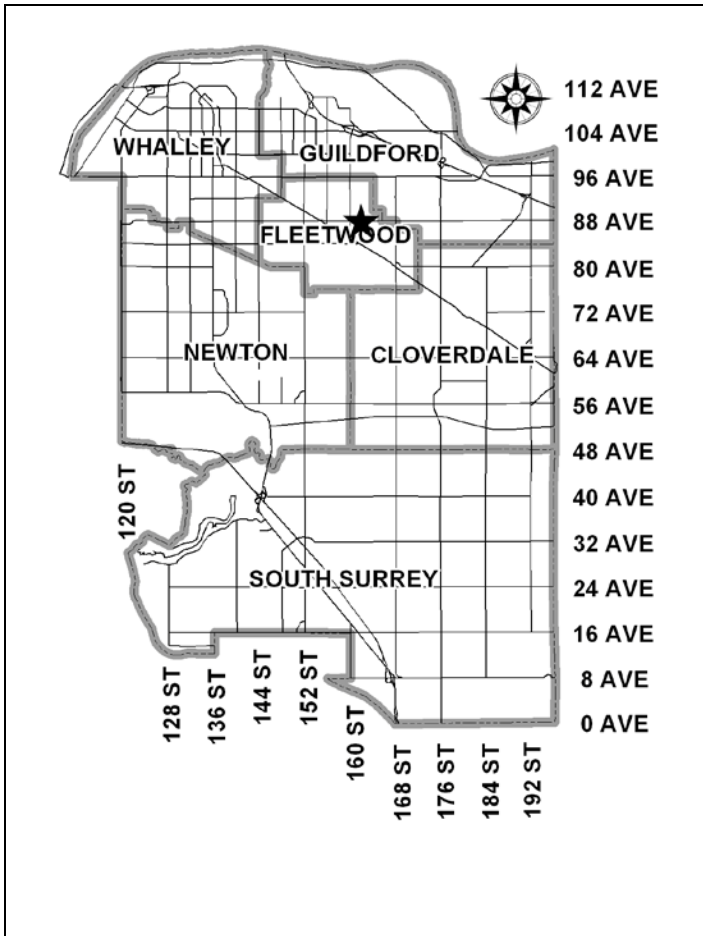 112 AVE
104 AVE
WHALLEY
GUILDFORD
96 AVE
88 AVE
FLEETWOOD
80 AVE
72 AVE
NEWTON
CLOVERDALE
64 AVE
56 AVE
48 AVE
120 ST
40 AVE
32 AVE
SOUTH SURREY
24 AVE
16 AVE
128 ST
136 ST
144 ST
152 ST
160 ST
168 ST
176 ST
184 ST
192 ST
8 AVE
0 AVE